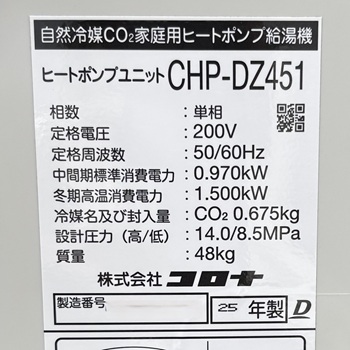 自然冷媒CO₂家庭用ヒートポンプ給湯機
ヒートポンプユニット CHP-DZ451
相数：単相
定格電圧：200V
定格周波数：50/60Hz
中間期標準消費電力：0.970kW
冬期高温消費電力：1.500kW
冷媒名及び封入量：CO₂ 0.675kg
設計圧力（高/低）：14.0/8.5MPa
質量：48kg
株式会社 コロナ
製造番号
25 年製 D